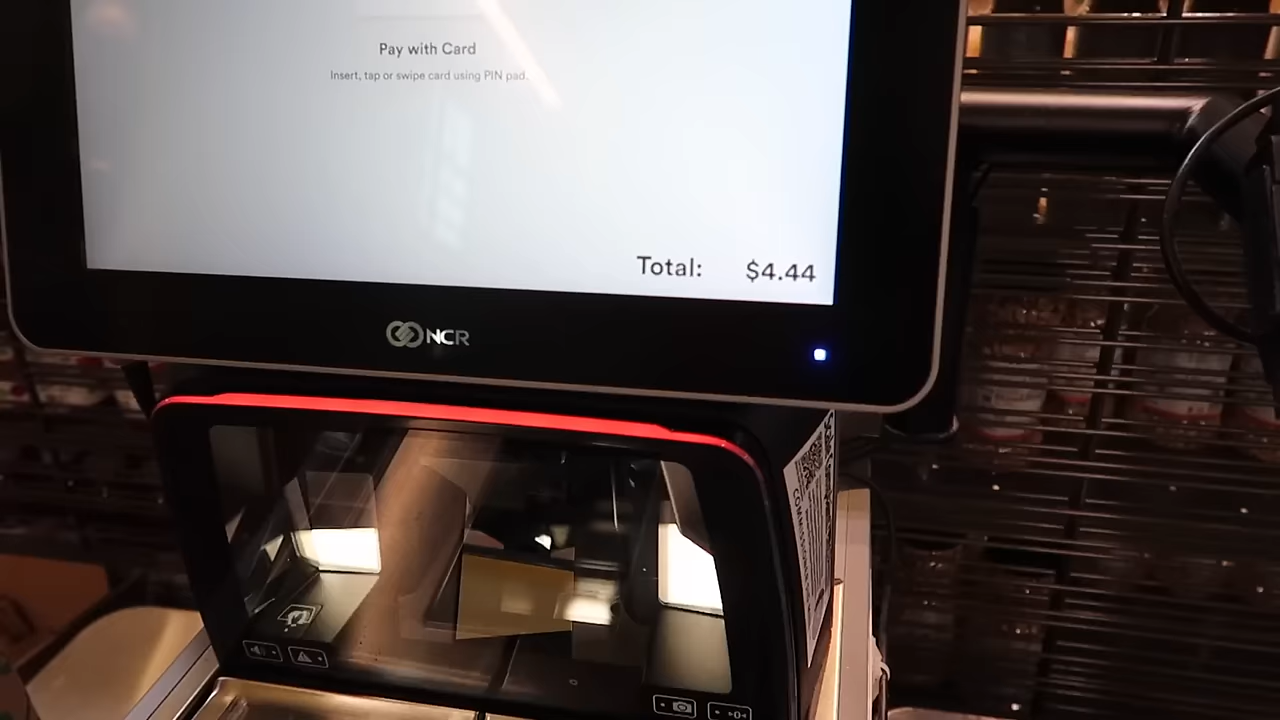 Pay with Card
Insert, tap or swipe card using PIN pad.
Total: $4.44
NCR